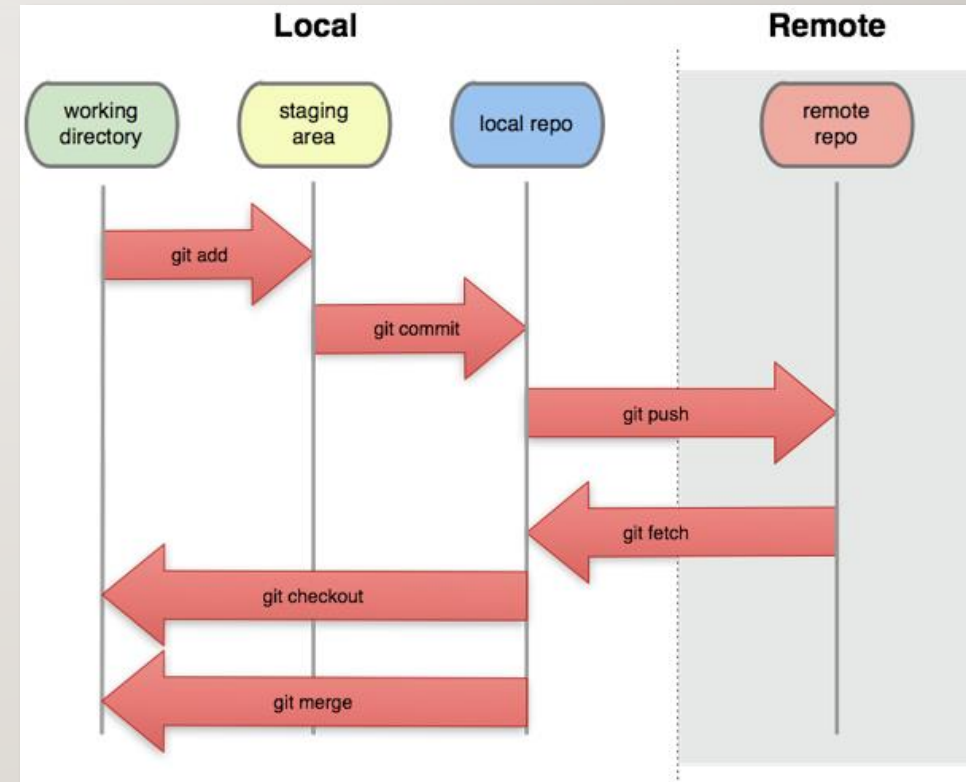 Local
Remote
working
directory
staging
area
local repo
remote
repo
git add
git commit
git push
git fetch
git checkout
git merge